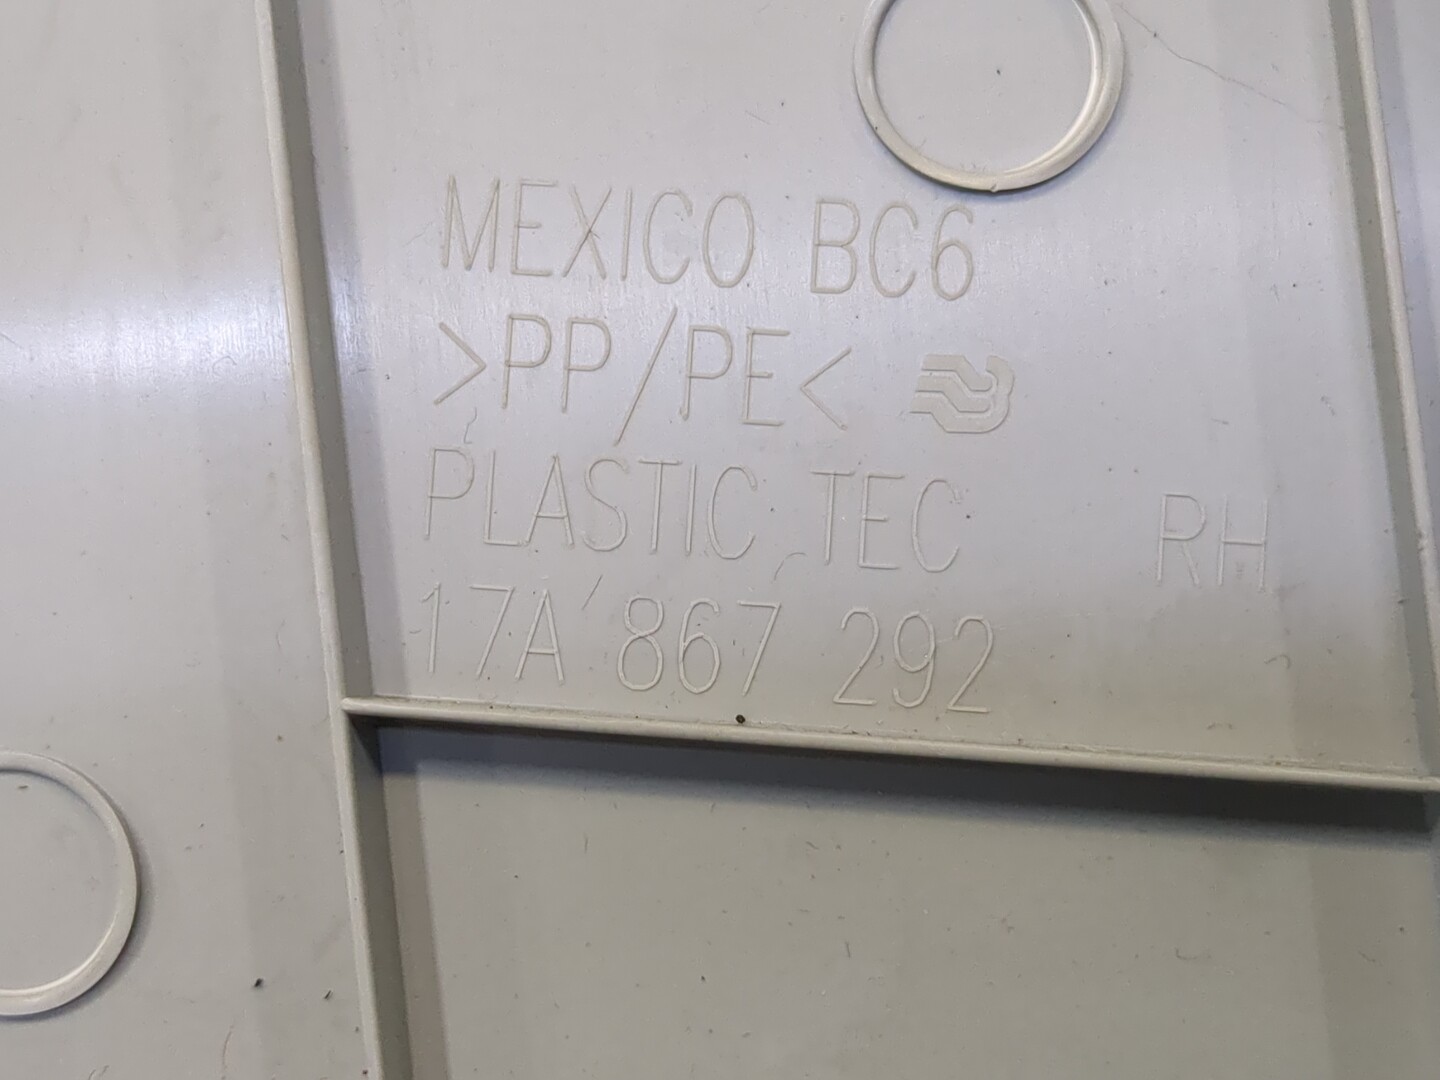 MEXICO BC6
>PP/PE<
PLASTIC TEC RH
17A 867 292